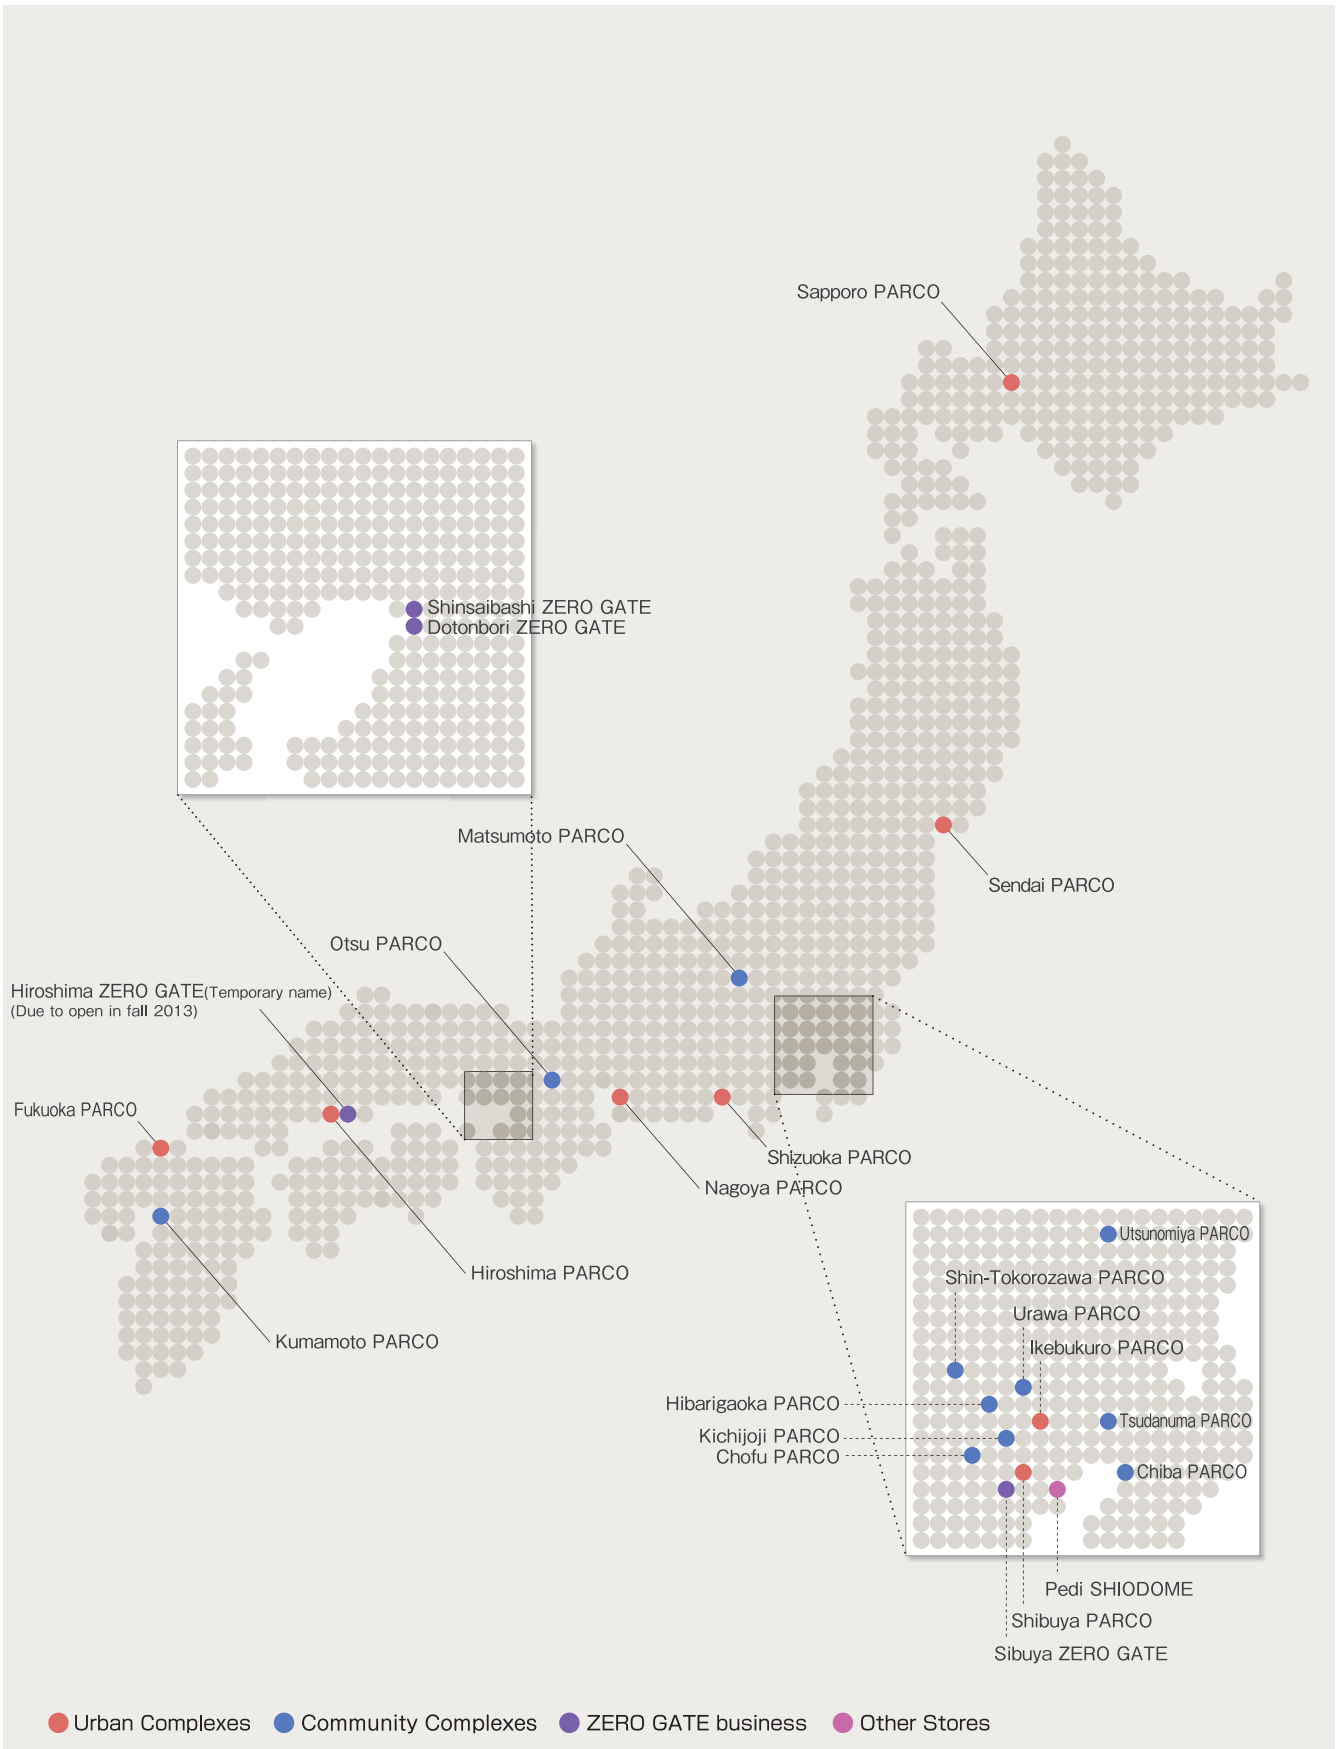 Sapporo PARCO
Shinsaibashi ZERO GATE
Dotonbori ZERO GATE
Matsumoto PARCO
Sendai PARCO
Otsu PARCO
Hiroshima ZERO GATE(Temporary name)
(Due to open in fall 2013)
Fukuoka PARCO
Shizuoka PARCO
Nagoya PARCO
Hiroshima PARCO
Kumamoto PARCO
Utsunomiya PARCO
Shin-Tokorozawa PARCO
Urawa PARCO
Ikebukuro PARCO
Hibarigaoka PARCO
Tsudanuma PARCO
Kichijoji PARCO
Chofu PARCO
Chiba PARCO
Pedi SHIODOME
Shibuya PARCO
Sibuya ZERO GATE
Urban Complexes Community Complexes ZERO GATE business Other Stores